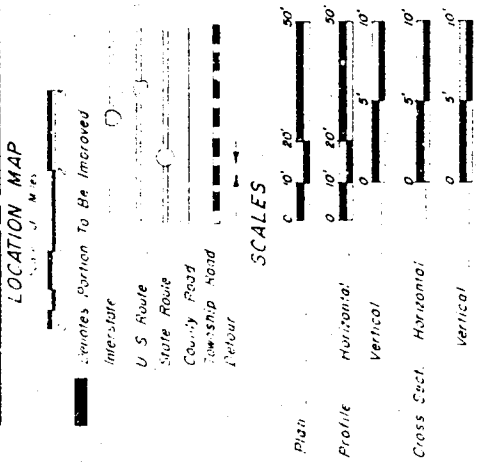 LOCATION MAP
Denotes Portion To Be Improved
Interstate
U S Route
State Route
County Road
Township Road
Detour
SCALES
Plan
0 10' 20' 50'
Profile Horizontal
0 10' 20' 50'
Vertical
0 5' 10'
Cross Sect. Horizontal
0 5' 10'
Vertical
0 5' 10'